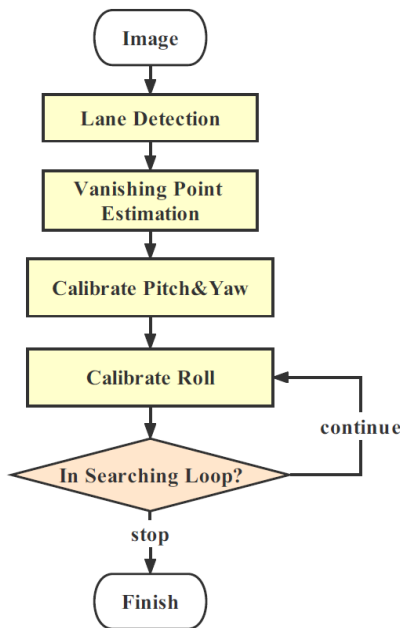 Image
Lane Detection
Vanishing Point
Estimation
Calibrate Pitch&Yaw
Calibrate Roll
continue
In Searching Loop?
stop
Finish